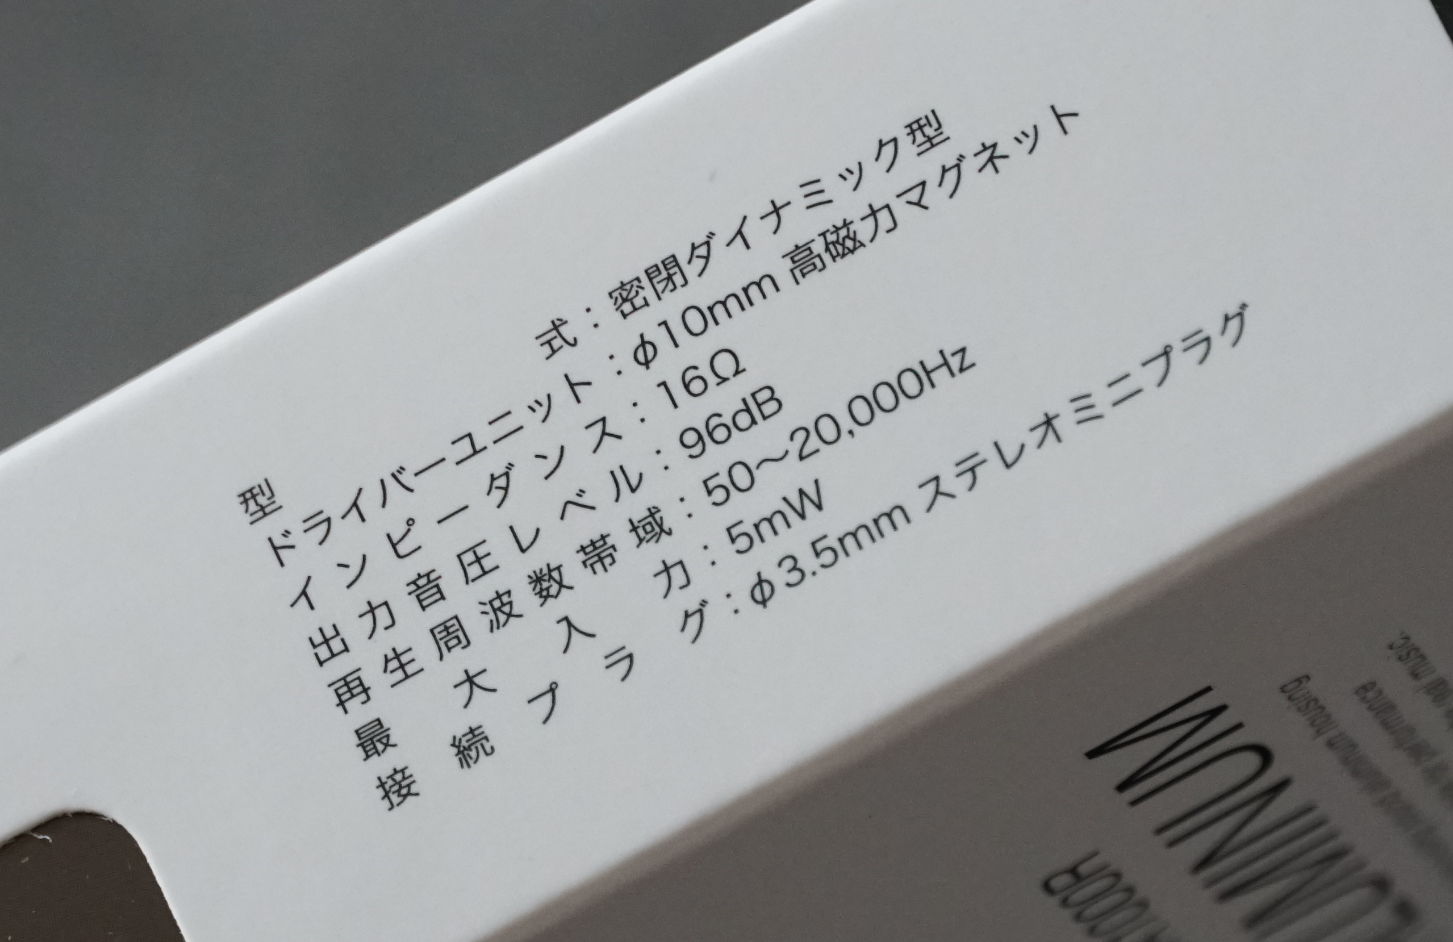 型式：密閉ダイナミック型
ドライバーユニット：φ10mm 高磁力マグネット
インピーダンス：16Ω
出力音圧レベル：96dB
再生周波数帯域：50〜20,000Hz
最大入力：5mW
接続プラグ：φ3.5mm ステレオミニプラグ
housing
performance
music